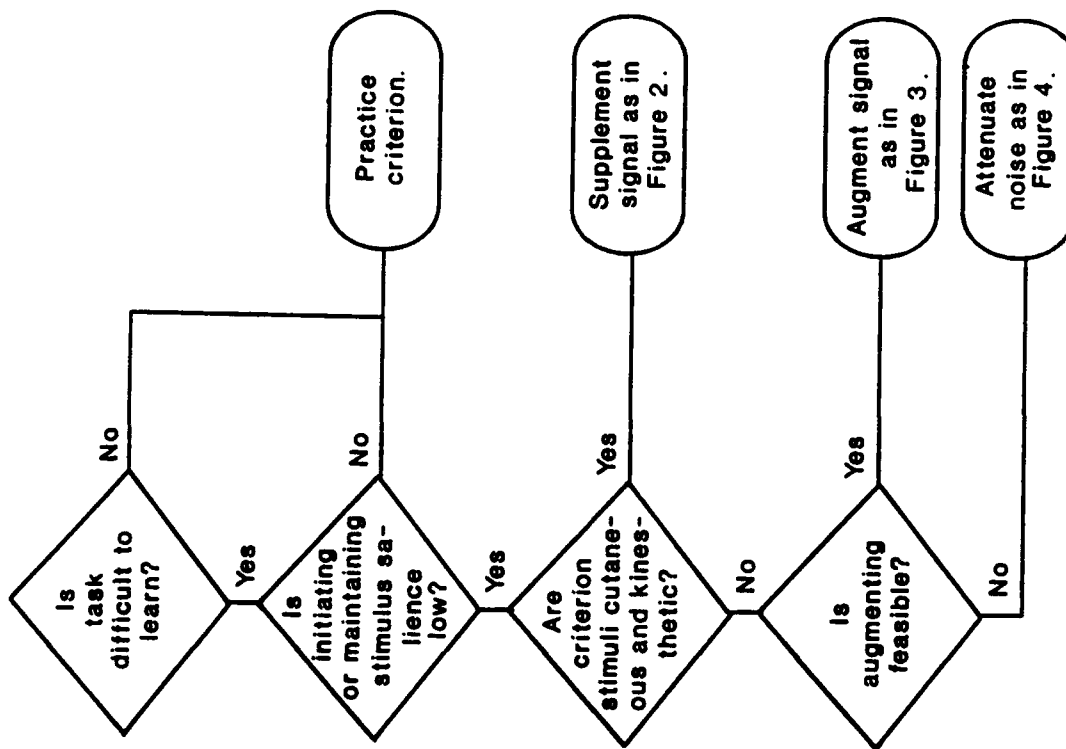 Is
task
difficult to
learn?
No
Yes
Practice
criterion.
Is
initiating
or maintaining
stimulus sa-
lience
low?
No
Yes
Are
criterion
stimuli cutane-
ous and kines-
thetic?
Yes
No
Supplement
signal as in
Figure 2.
Is
augmenting
feasible?
Yes
No
Augment signal
as in
Figure 3.
Attenuate
noise as in
Figure 4.